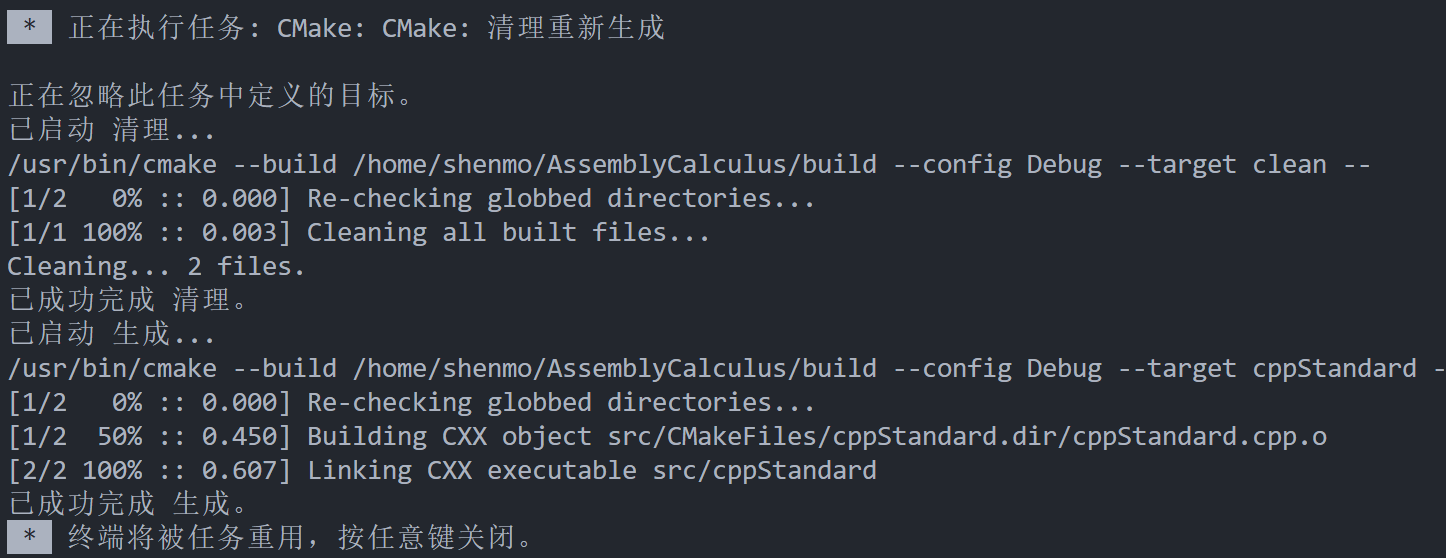 * 正在执行任务: CMake: CMake: 清理重新生成
正在忽略此任务中定义的目标。
已启动 清理...
/usr/bin/cmake --build /home/shenmo/AssemblyCalculus/build --config Debug --target clean --
[1/2   0% :: 0.000] Re-checking globbed directories...
[1/1 100% :: 0.003] Cleaning all built files...
Cleaning... 2 files.
已成功完成 清理。
已启动 生成...
/usr/bin/cmake --build /home/shenmo/AssemblyCalculus/build --config Debug --target cppStandard -
[1/2   0% :: 0.000] Re-checking globbed directories...
[1/2  50% :: 0.450] Building CXX object src/CMakeFiles/cppStandard.dir/cppStandard.cpp.o
[2/2 100% :: 0.607] Linking CXX executable src/cppStandard
已成功完成 生成。
* 终端将被任务重用，按任意键关闭。